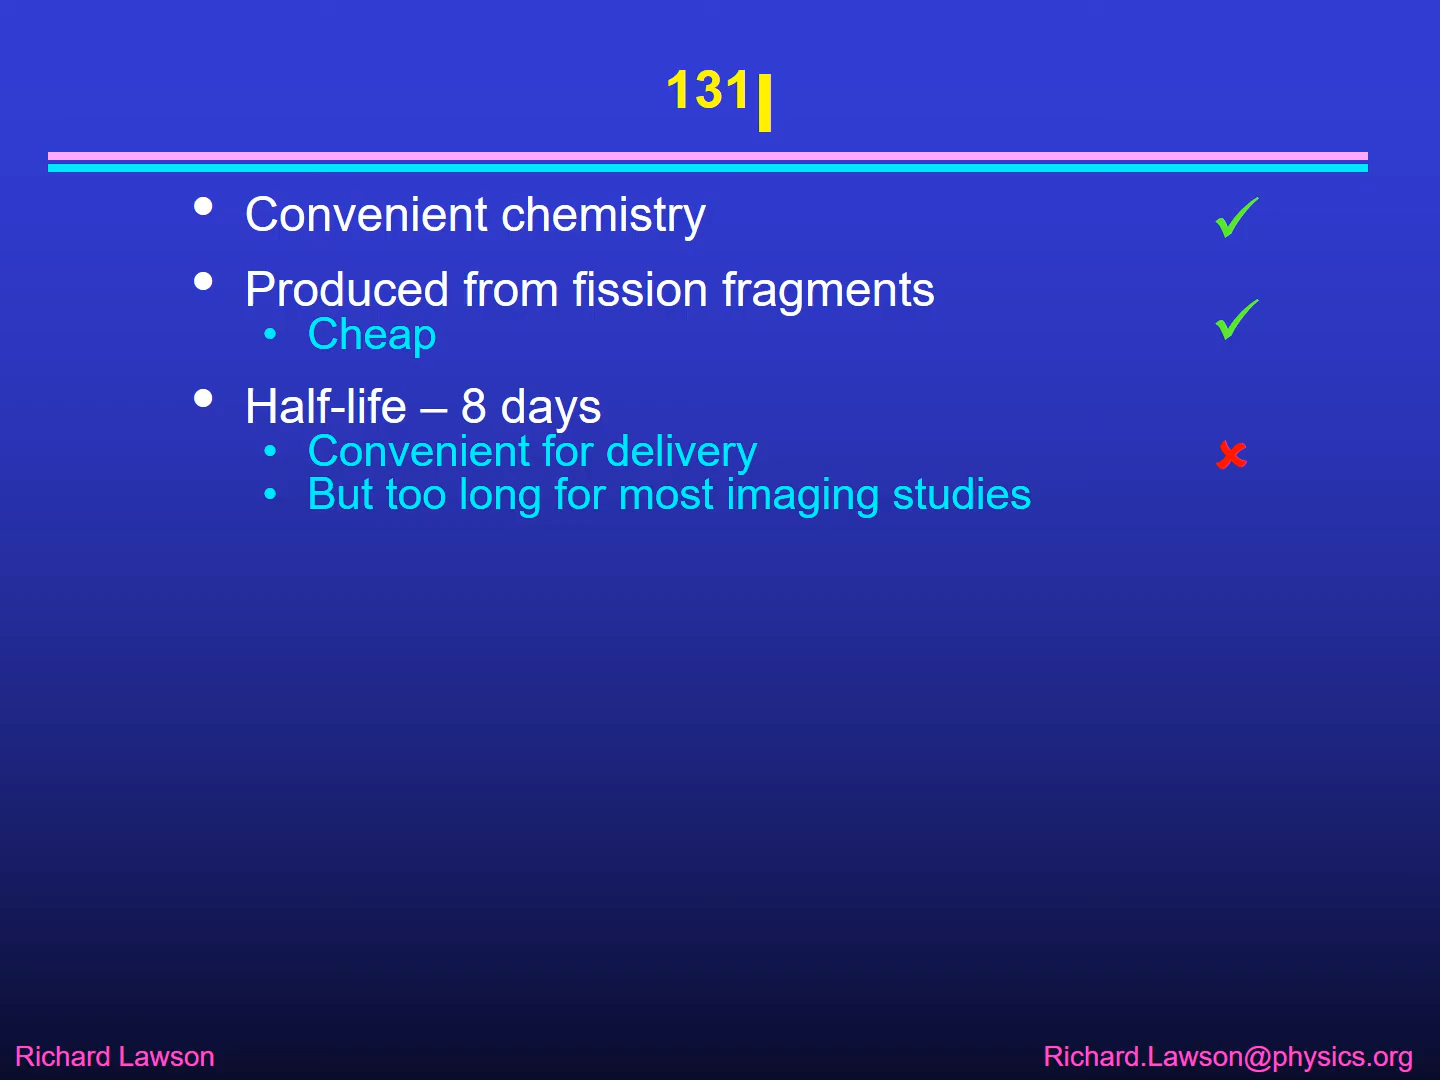 131I
• Convenient chemistry ✓
• Produced from fission fragments
• Cheap ✓
• Half-life – 8 days
• Convenient for delivery ✘
• But too long for most imaging studies
Richard Lawson
Richard.Lawson@physics.org